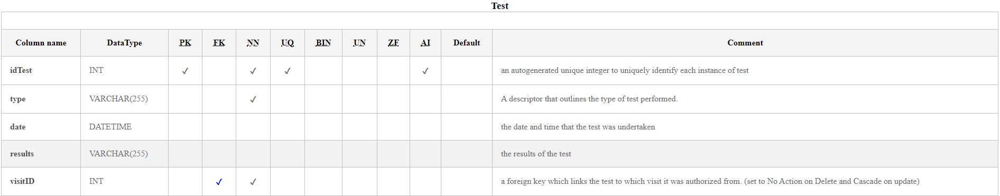 Test
Column name DataType PK FK NN UQ BIN UN ZF AI Default Comment
idTest INT ✓ ✓ ✓ ✓ an autogenerated unique integer to uniquely identify each instance of test
type VARCHAR(255) ✓ A descriptor that outlines the type of test performed.
date DATETIME the date and time that the test was undertaken
results VARCHAR(255) the results of the test
visitID INT ✓ ✓ a foreign key which links the test to which visit it was authorized from. (set to No Action on Delete and Cascade on update)